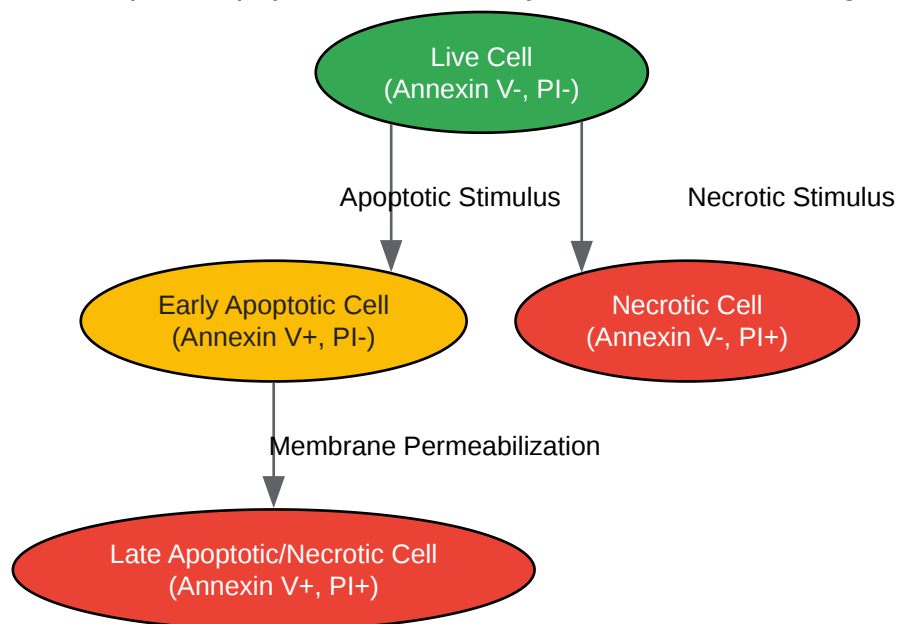 Live Cell
(Annexin V-, PI-)
Apoptotic Stimulus
Necrotic Stimulus
Early Apoptotic Cell
(Annexin V+, PI-)
Necrotic Cell
(Annexin V-, PI+)
Membrane Permeabilization
Late Apoptotic/Necrotic Cell
(Annexin V+, PI+)